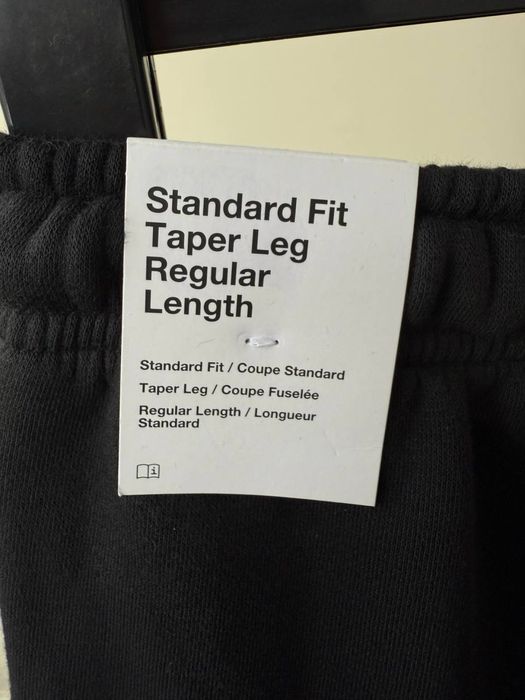 Standard Fit
Taper Leg
Regular
Length
Standard Fit / Coupe Standard
Taper Leg / Coupe Fuselée
Regular Length / Longueur
Standard
i